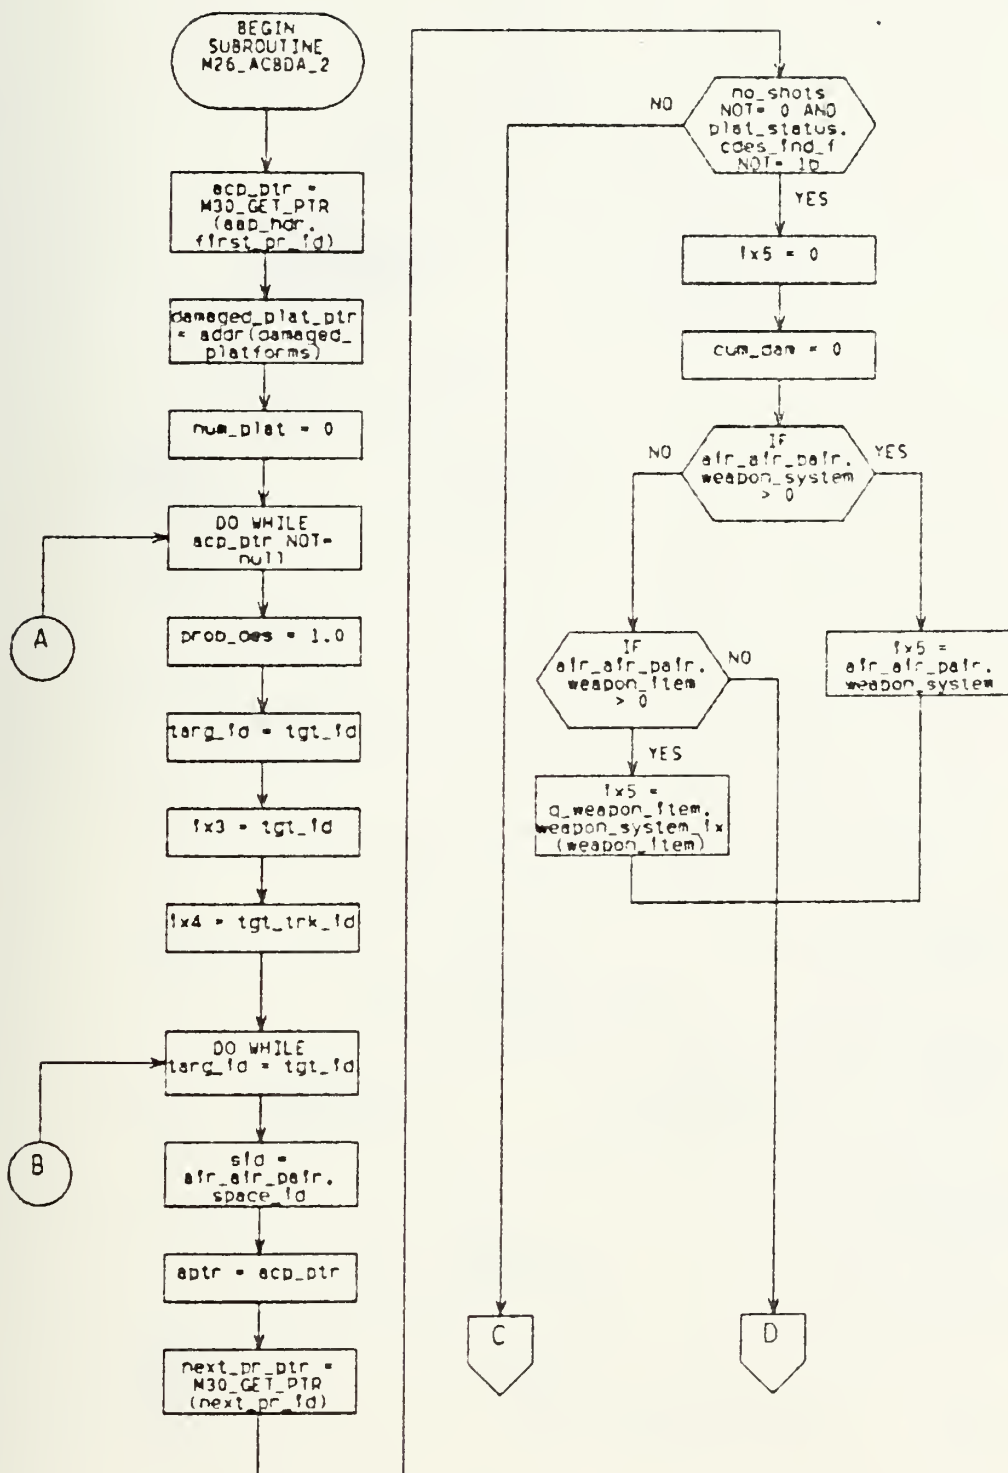 BEGIN
SUBROUTINE
M26_ACBDA_2
acp_ptr =
M30_GET_PTR
(aap_hdr.
first_pr_id)
damaged_plat_ptr
= addr(damaged_
platforms)
num_plat = 0
DO WHILE
acp_ptr NOT=
null
A
prob_des = 1.0
targ_id = tgt_id
ix3 = tgt_id
ix4 = tgt_trk_id
DO WHILE
targ_id = tgt_id
B
sid =
air_air_pair.
space_id
aptr = acp_ptr
next_pr_ptr =
M30_GET_PTR
(next_pr_id)
NO
no_shots
NOT= 0 AND
plat_status.
cdes_ind_f
NOT= 1b
YES
ix5 = 0
cum_dam = 0
NO
IF
air_air_pair.
weapon_system
> 0
YES
IF
air_air_pair.
weapon_item
> 0
NO
ix5 =
air_air_pair.
weapon_system
YES
ix5 =
q_weapon_item.
weapon_system_ix
(weapon_item)
C
D